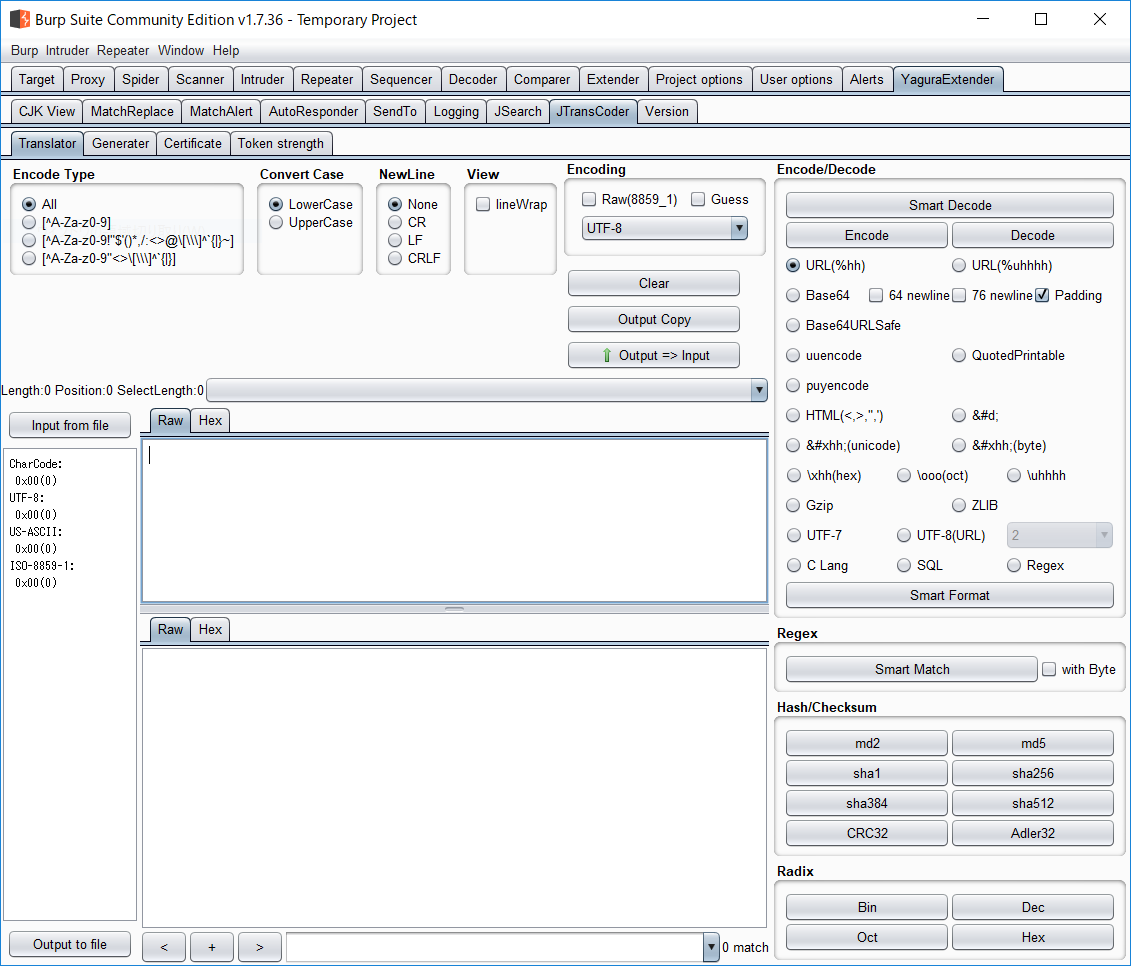 Burp Suite Community Edition v1.7.36 - Temporary Project
Burp Intruder Repeater Window Help
Target Proxy Spider Scanner Intruder Repeater Sequencer Decoder Comparer Extender Project options User options Alerts YaguraExtender
CJK View MatchReplace MatchAlert AutoResponder SendTo Logging JSearch JTransCoder Version
Translator Generater Certificate Token strength
Encode Type
All
[^A-Za-z0-9]
[^A-Za-z0-9!"$'()*,/:<>@\[\\\]^`{|}~]
[^A-Za-z0-9"<>\[\\\]^`{|}]
Convert Case
LowerCase
UpperCase
NewLine
None
CR
LF
CRLF
View
lineWrap
Encoding
Raw(8859_1) Guess
UTF-8
Clear
Output Copy
Output => Input
Length:0 Position:0 SelectLength:0
Input from file
Raw Hex
CharCode:
0x00(0)
UTF-8:
0x00(0)
US-ASCII:
0x00(0)
ISO-8859-1:
0x00(0)
Raw Hex
Output to file
< + > 0 match
Encode/Decode
Smart Decode
Encode Decode
URL(%hh) URL(%uhhhh)
Base64 64 newline 76 newline Padding
Base64URLSafe
uuencode QuotedPrintable
puyencode
HTML(<,>,",') &#d;
&#xhh;(unicode) &#xhh;(byte)
\xhh(hex) \ooo(oct) \uhhhh
Gzip ZLIB
UTF-7 UTF-8(URL) 2
C Lang SQL Regex
Smart Format
Regex
Smart Match with Byte
Hash/Checksum
md2 md5
sha1 sha256
sha384 sha512
CRC32 Adler32
Radix
Bin Dec
Oct Hex